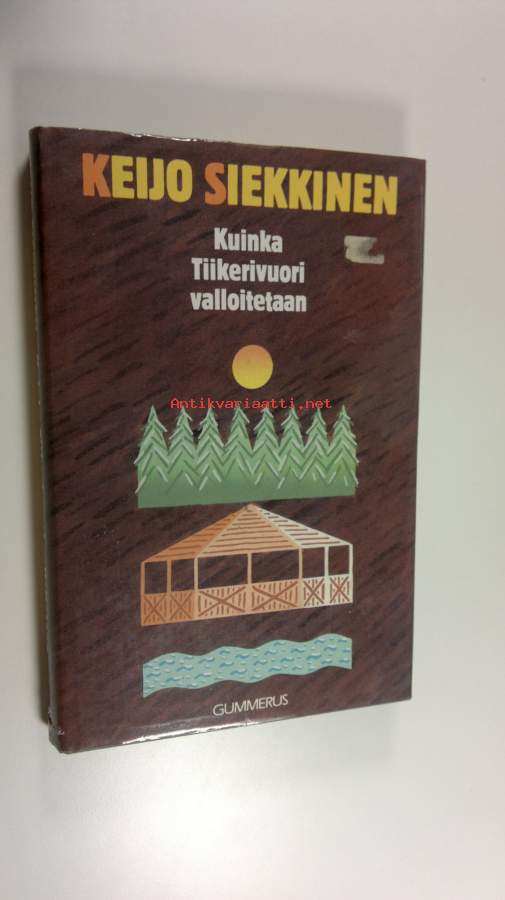 KEIJO SIEKKINEN
Kuinka
Tiikerivuori
valloitetaan
Antikvariaatti.net
GUMMERUS